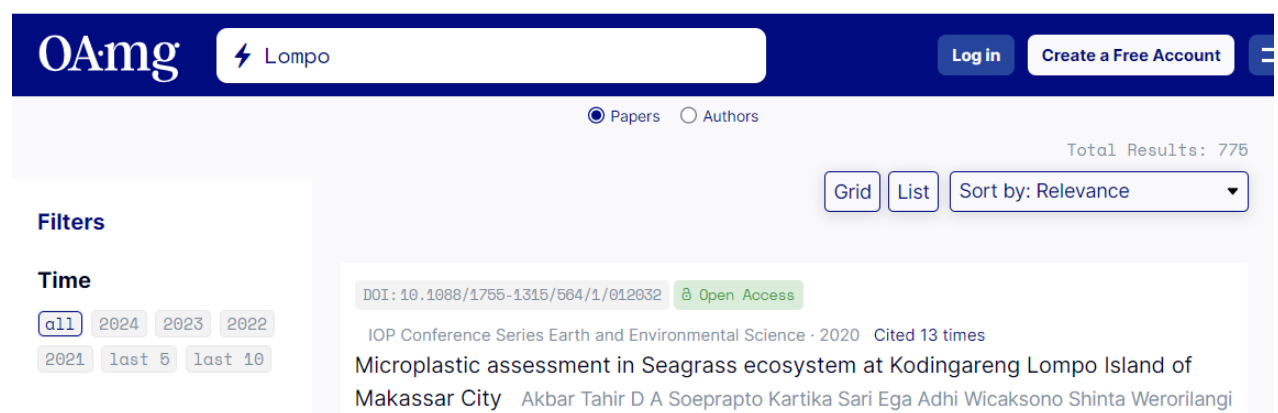 OA.mg
Lompo
Log in
Create a Free Account
Papers
Authors
Total Results: 775
Grid
List
Sort by: Relevance
Filters
Time
all 2024 2023 2022
2021 last 5 last 10
DOI:10.1088/1755-1315/564/1/012032 Open Access
IOP Conference Series Earth and Environmental Science · 2020 Cited 13 times
Microplastic assessment in Seagrass ecosystem at Kodingareng Lompo Island of
Makassar City Akbar Tahir D A Soeprapto Kartika Sari Ega Adhi Wicaksono Shinta Werorilangi